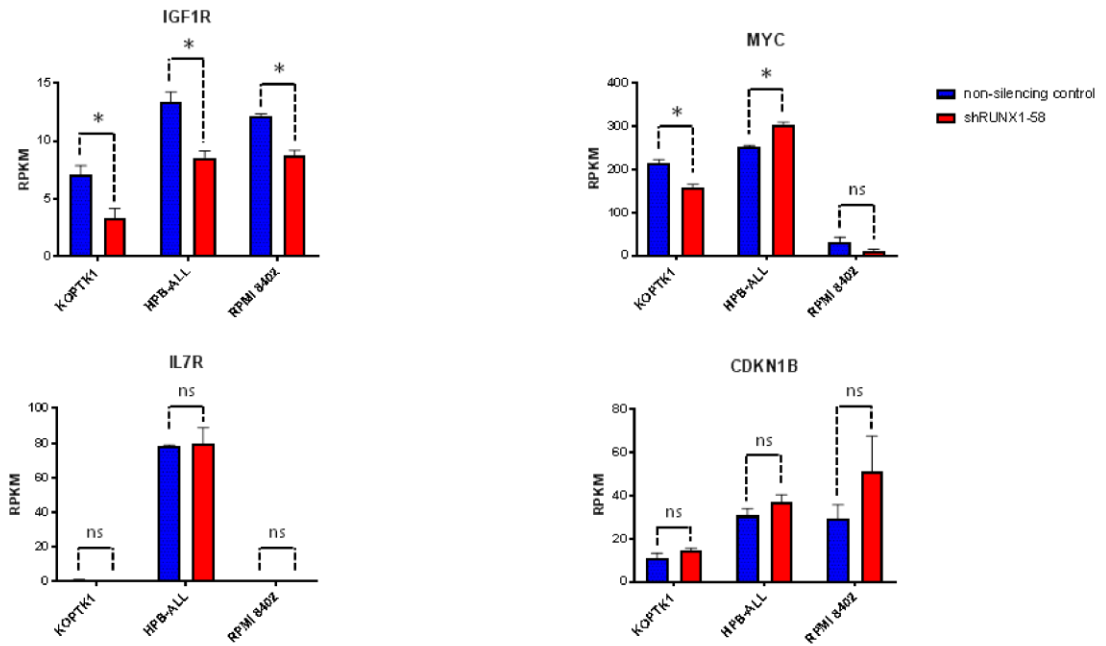 IGF1R
*
*
*
15
10
5
0
RPKM
KOPTK1
HPB-ALL
RPMI 8402
MYC
*
*
ns
400
300
200
100
0
RPKM
KOPTK1
HPB-ALL
RPMI 8402
non-silencing control
shRUNX1-58
IL7R
ns
ns
ns
100
80
60
40
20
0
RPKM
KOPTK1
HPB-ALL
RPMI 8402
CDKN1B
ns
ns
ns
80
60
40
20
0
RPKM
KOPTK1
HPB-ALL
RPMI 8402